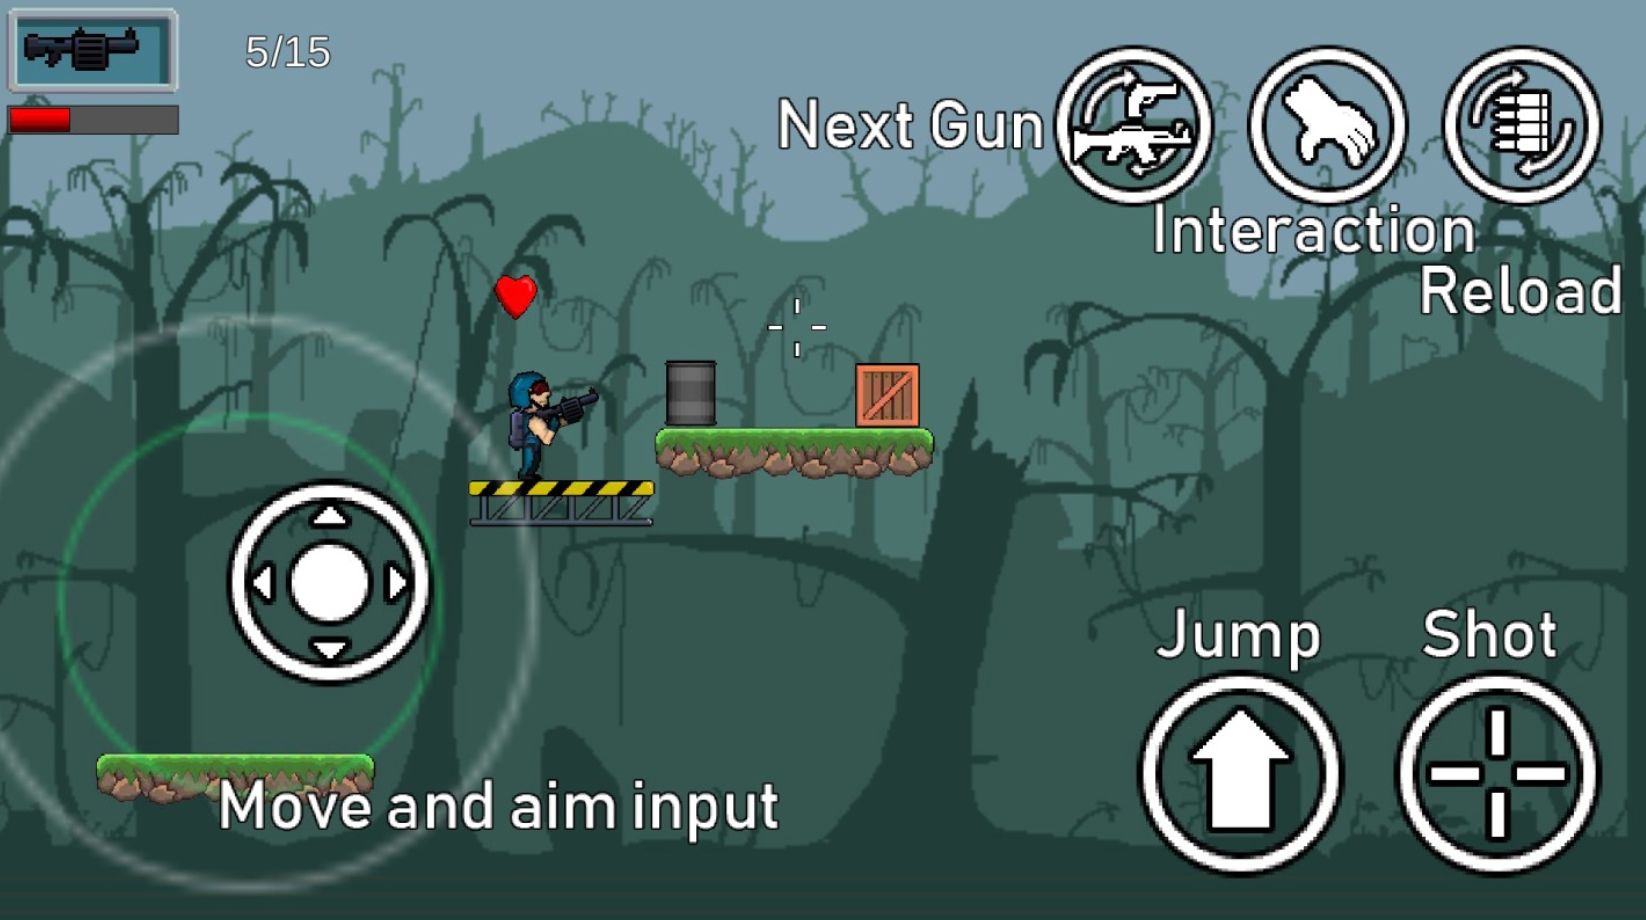 5/15
Next Gun
Interaction
Reload
Jump
Shot
Move and aim input